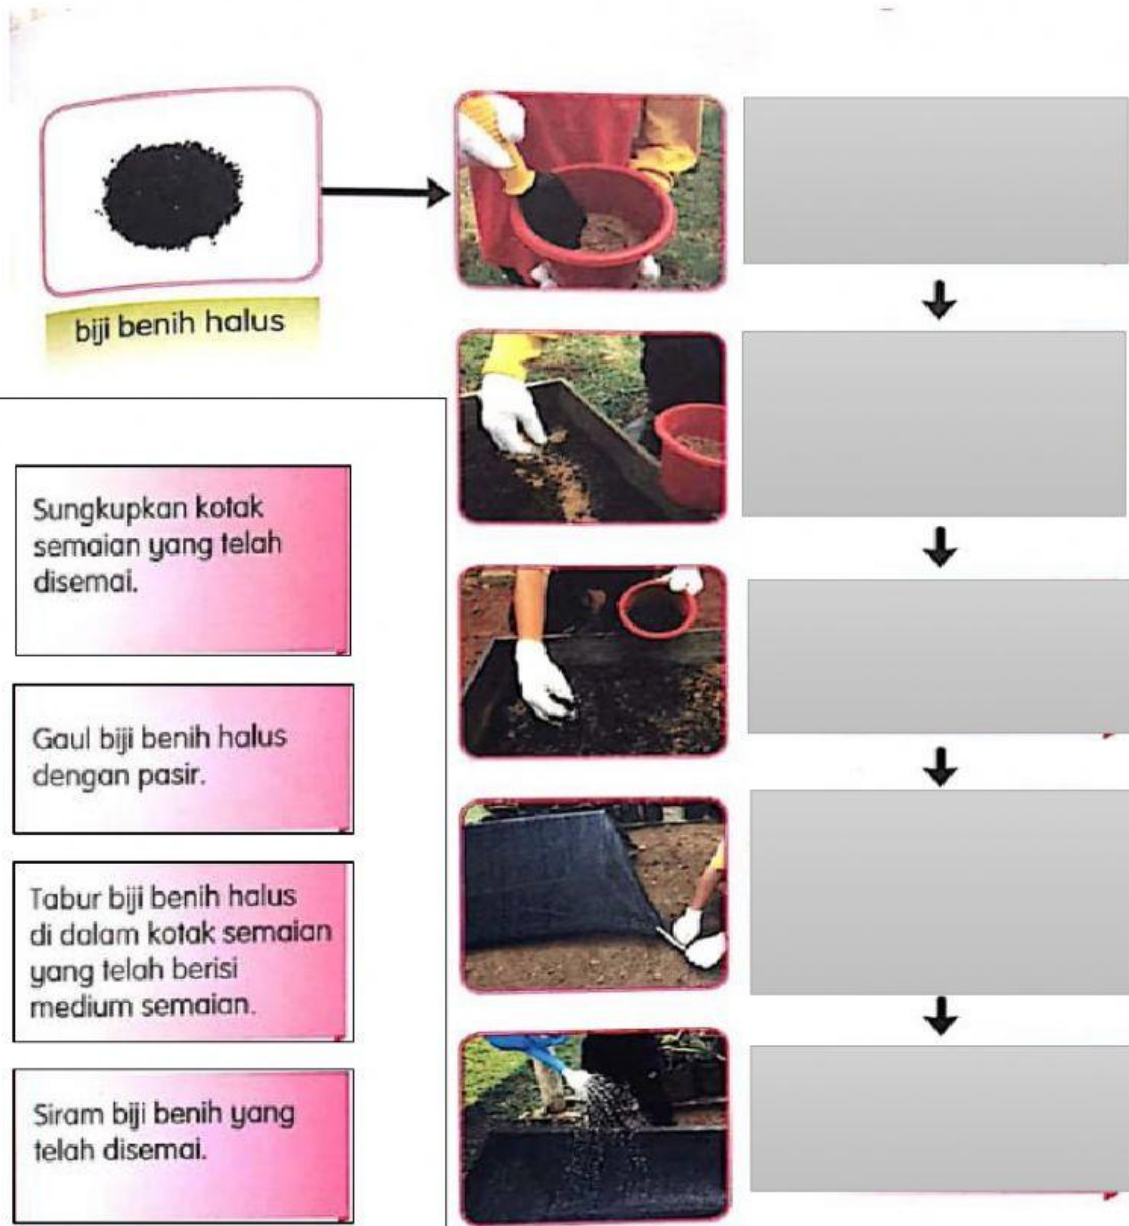 biji benih halus
Sungkupkan kotak
semaian yang telah
disemai.
Gaul biji benih halus
dengan pasir.
Tabur biji benih halus
di dalam kotak semaian
yang telah berisi
medium semaian.
Siram biji benih yang
telah disemai.